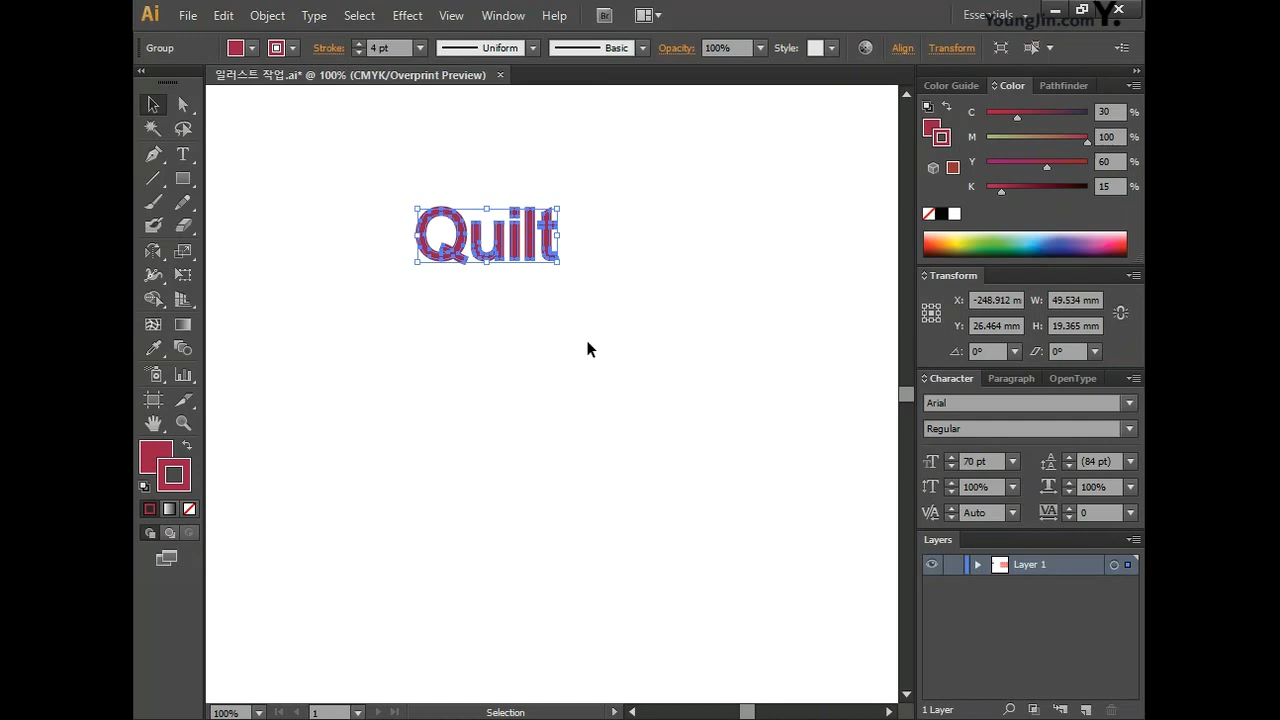 Ai File Edit Object Type Select Effect View Window Help Br Essentials
YoungJin.com Y.
Group Stroke: 4 pt Uniform Basic Opacity: 100% Style: Align Transform
일러스트 작업.ai* @ 100% (CMYK/Overprint Preview) ×
Color Guide Color Pathfinder
C 30 %
M 100 %
Y 60 %
K 15 %
Quilt
Transform
X: -248.912 m W: 49.534 mm
Y: 26.464 mm H: 19.365 mm
0° 0°
Character Paragraph OpenType
Arial
Regular
70 pt (84 pt)
100% 100%
Auto 0
Layers
Layer 1
100% 1 Selection 1 Layer